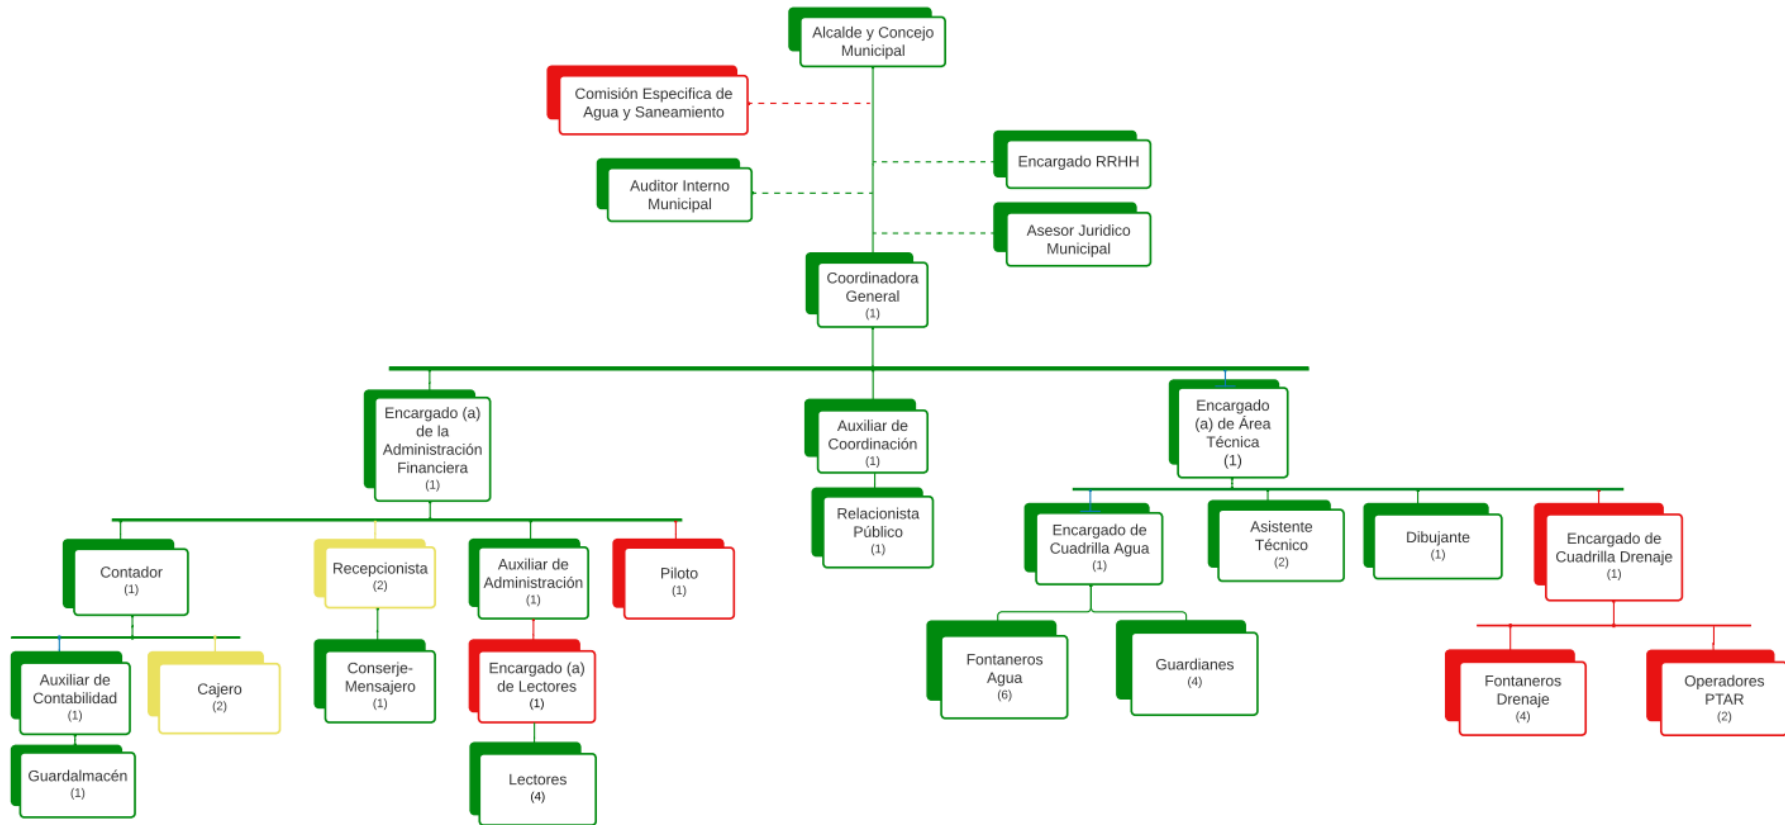 Alcalde y Concejo
Municipal
Comisión Especifica de
Agua y Saneamiento
Encargado RRHH
Auditor Interno
Municipal
Asesor Juridico
Municipal
Coordinadora
General
(1)
Encargado (a)
de la
Administración
Financiera
(1)
Auxiliar de
Coordinación
(1)
Encargado
(a) de Área
Técnica
(1)
Relacionista
Público
(1)
Contador
(1)
Recepcionista
(2)
Auxiliar de
Administración
(1)
Piloto
(1)
Encargado de
Cuadrilla Agua
(1)
Asistente
Técnico
(2)
Dibujante
(1)
Encargado de
Cuadrilla Drenaje
(1)
Auxiliar de
Contabilidad
(1)
Cajero
(2)
Conserje-
Mensajero
(1)
Encargado (a)
de Lectores
(1)
Fontaneros
Agua
(6)
Guardianes
(4)
Fontaneros
Drenaje
(4)
Operadores
PTAR
(2)
Guardalmacén
(1)
Lectores
(4)